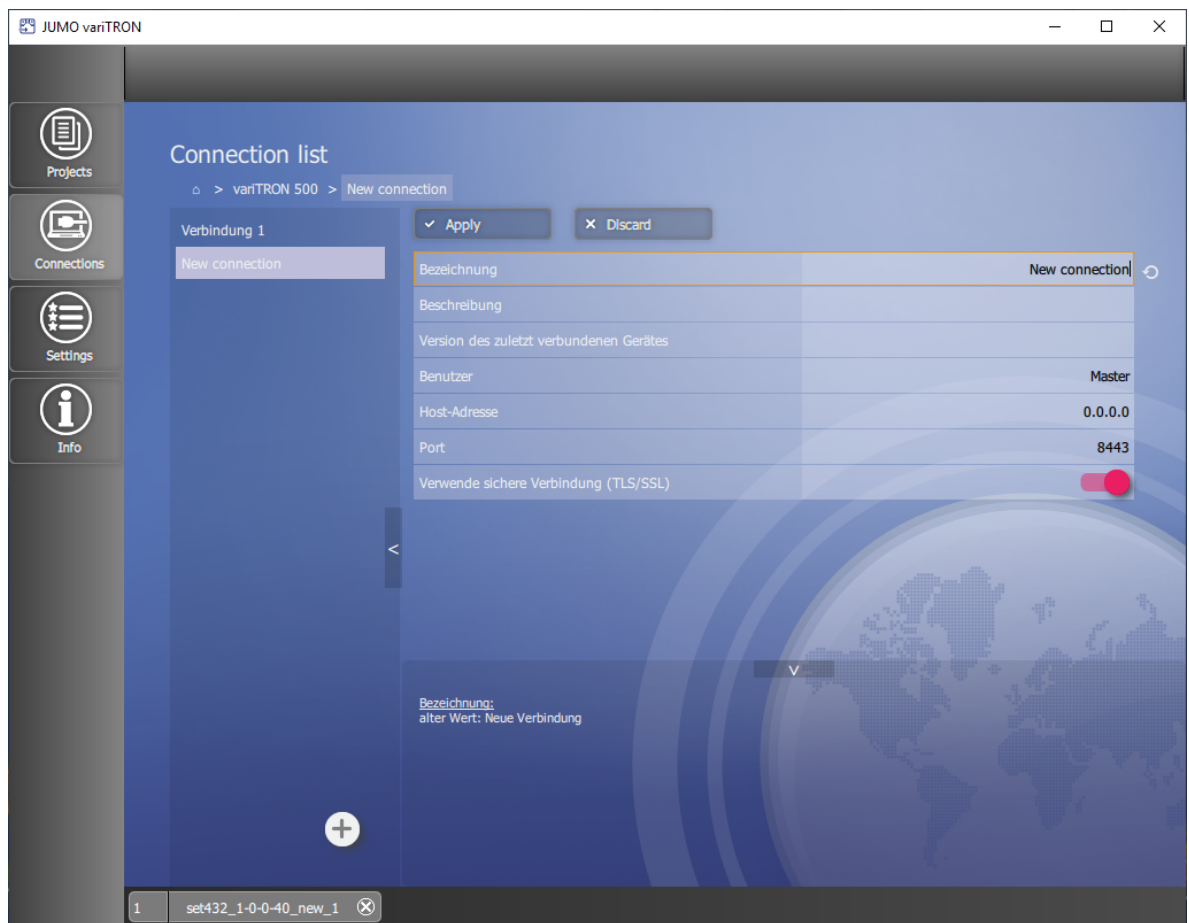 JUMO variTRON
Projects
Connections
Settings
Info
Connection list
> variTRON 500 > New connection
Verbindung 1
New connection
Apply
Discard
Bezeichnung New connection
Beschreibung
Version des zuletzt verbundenen Gerätes
Benutzer Master
Host-Adresse 0.0.0.0
Port 8443
Verwende sichere Verbindung (TLS/SSL)
<
V
Bezeichnung:
alter Wert: Neue Verbindung
1 set432_1-0-0-40_new_1